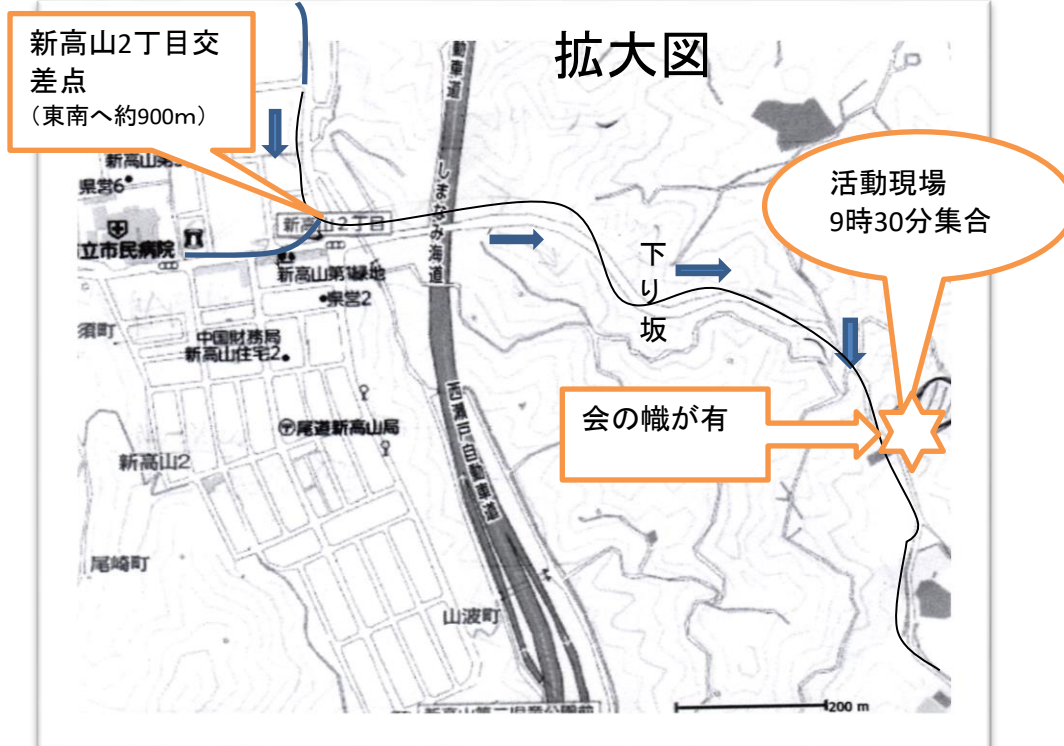 拡大図
新高山2丁目交
差点
（東南へ約900m）
活動現場
9時30分集合
会の幟が有
下り坂
動車道
しまなみ海道
西瀬戸自動車道
県営6
立市民病院
新高山2丁目
新高山第1緑地
県営2
須町
中国財務局
新高山住宅2
尾道新高山局
新高山2
尾崎町
山波町
200 m